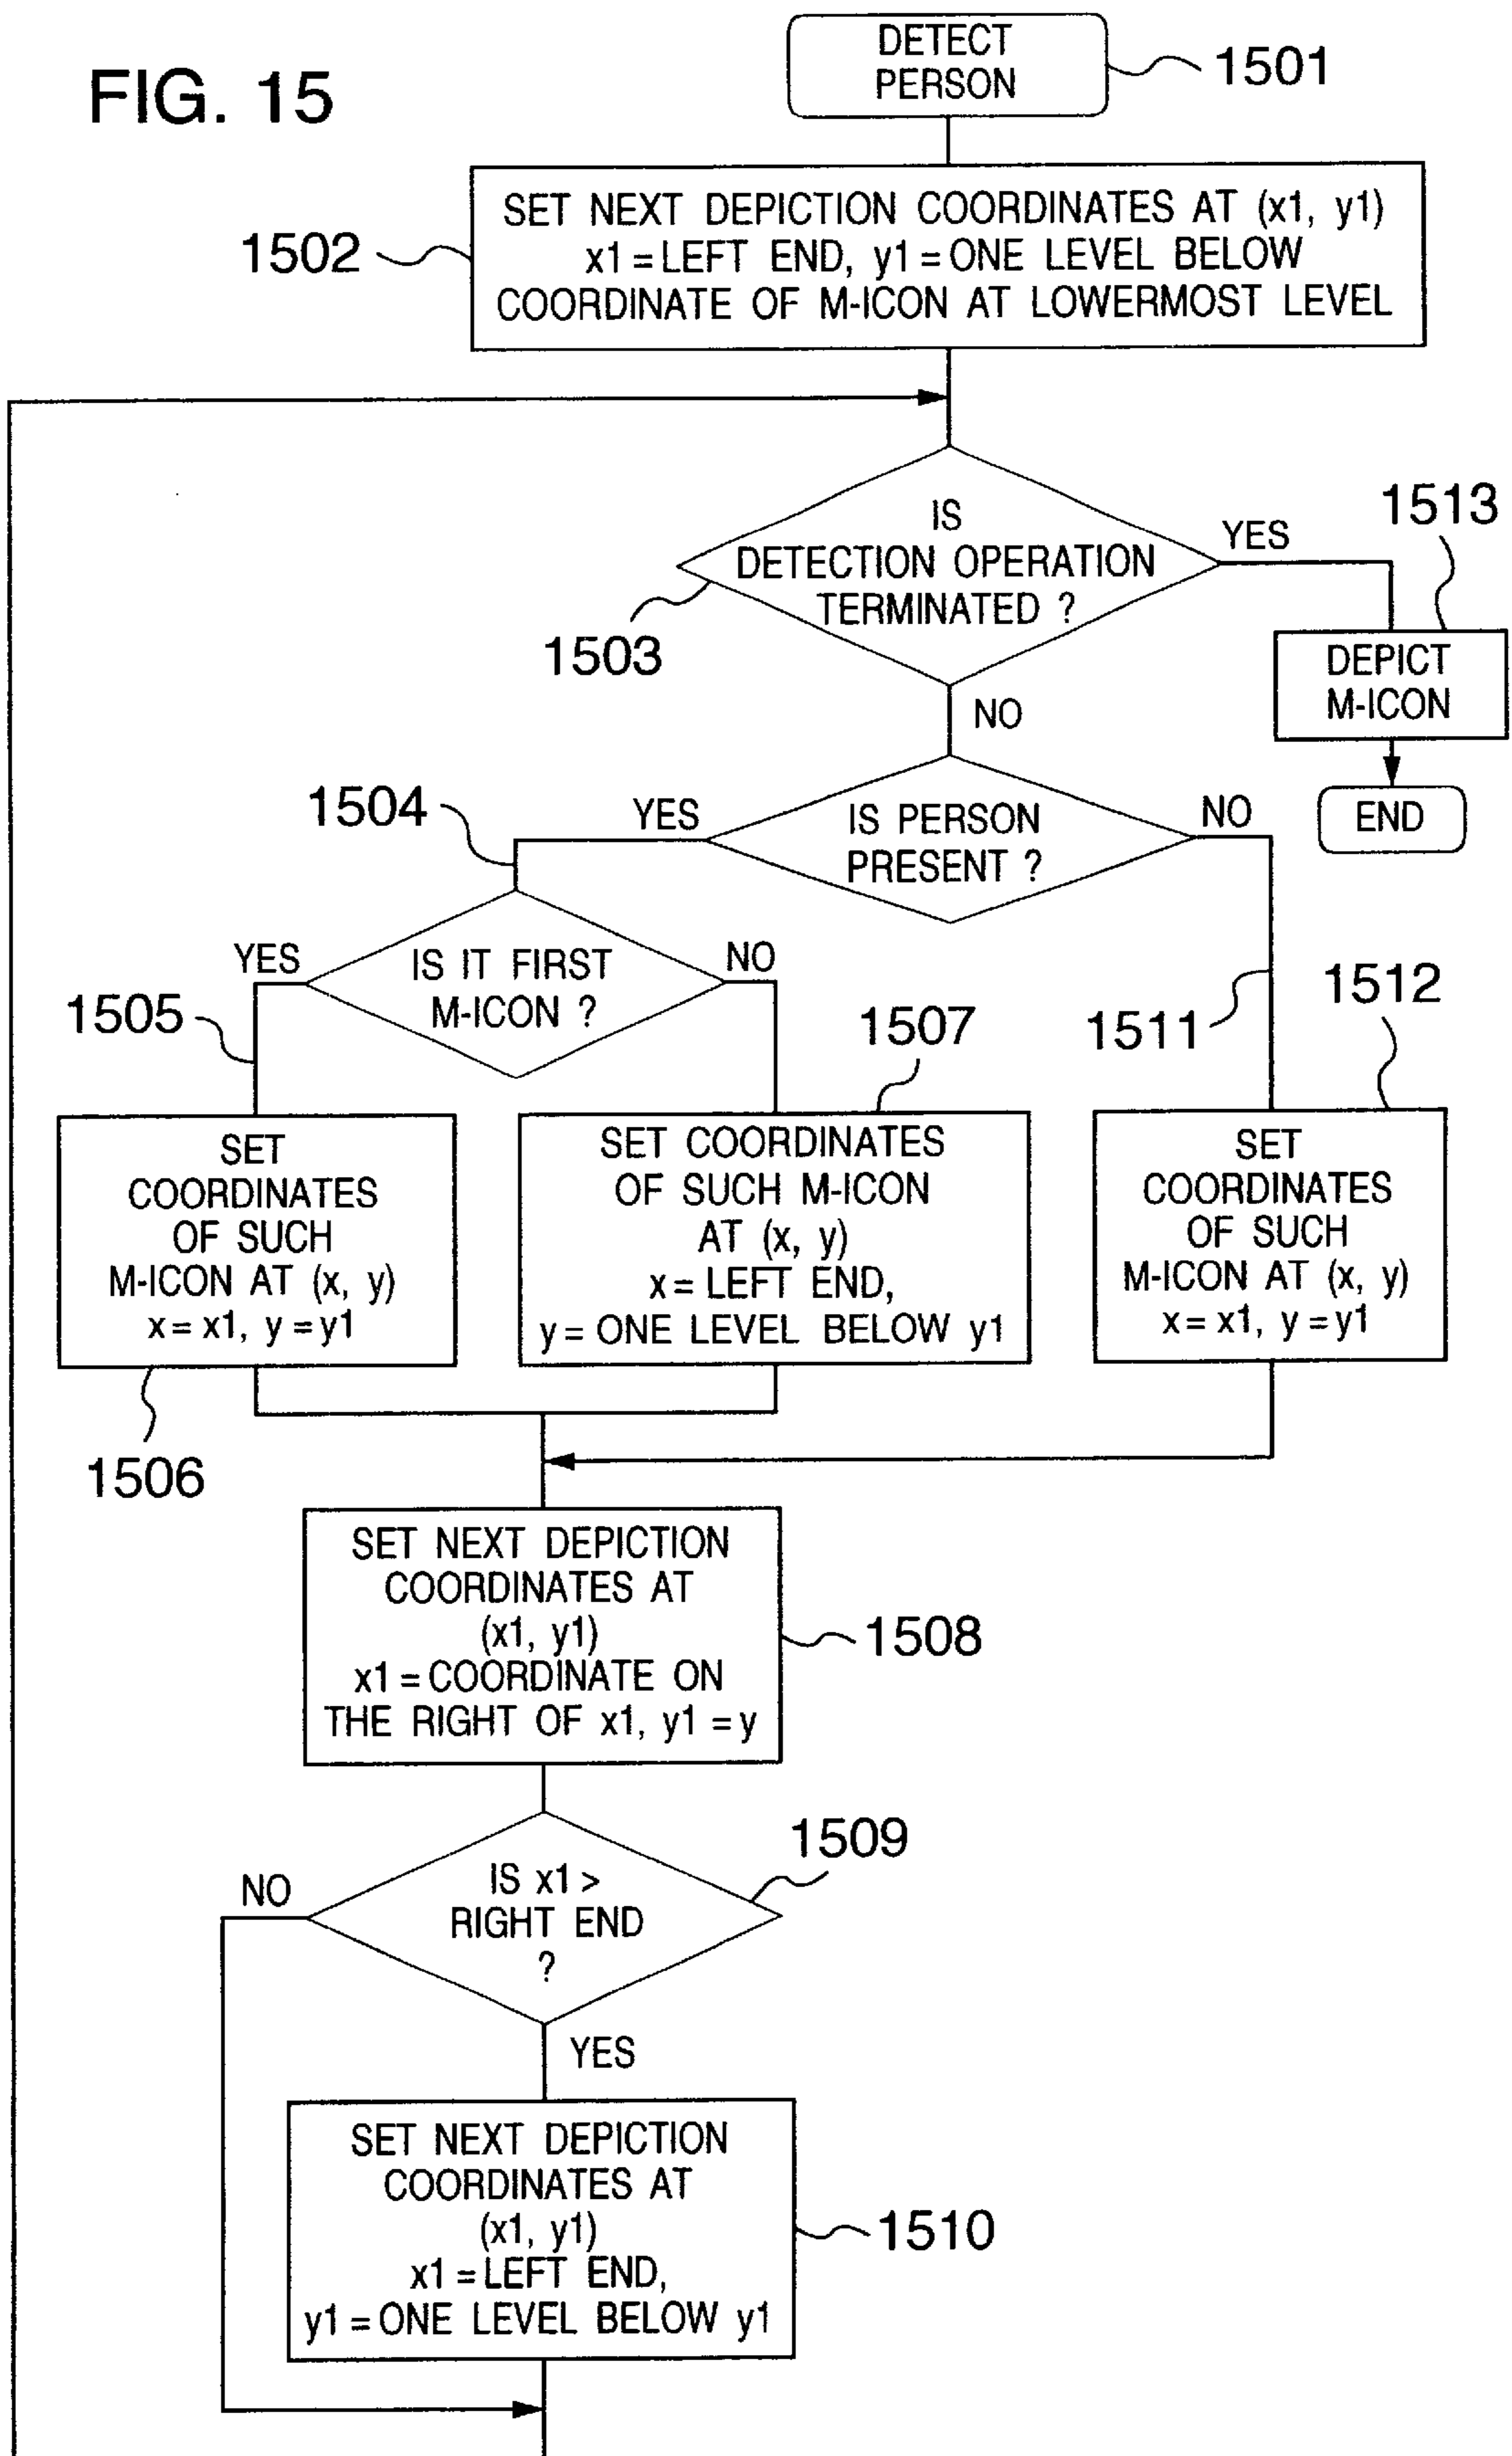 FIG. 15
DETECT
PERSON
1501
SET NEXT DEPICTION COORDINATES AT (x1, y1)
x1 = LEFT END, y1 = ONE LEVEL BELOW
COORDINATE OF M-ICON AT LOWERMOST LEVEL
1502
IS
DETECTION OPERATION
TERMINATED ?
1503
YES
1513
DEPICT
M-ICON
END
NO
IS PERSON
PRESENT ?
YES
NO
1504
IS IT FIRST
M-ICON ?
YES
NO
1505
1507
1511
1512
SET
COORDINATES
OF SUCH
M-ICON AT (x, y)
x = x1, y = y1
1506
SET COORDINATES
OF SUCH M-ICON
AT (x, y)
x = LEFT END,
y = ONE LEVEL BELOW y1
SET
COORDINATES
OF SUCH
M-ICON AT (x, y)
x = x1, y = y1
SET NEXT DEPICTION
COORDINATES AT
(x1, y1)
x1 = COORDINATE ON
THE RIGHT OF x1, y1 = y
1508
IS x1 >
RIGHT END
?
1509
NO
YES
SET NEXT DEPICTION
COORDINATES AT
(x1, y1)
x1 = LEFT END,
y1 = ONE LEVEL BELOW y1
1510